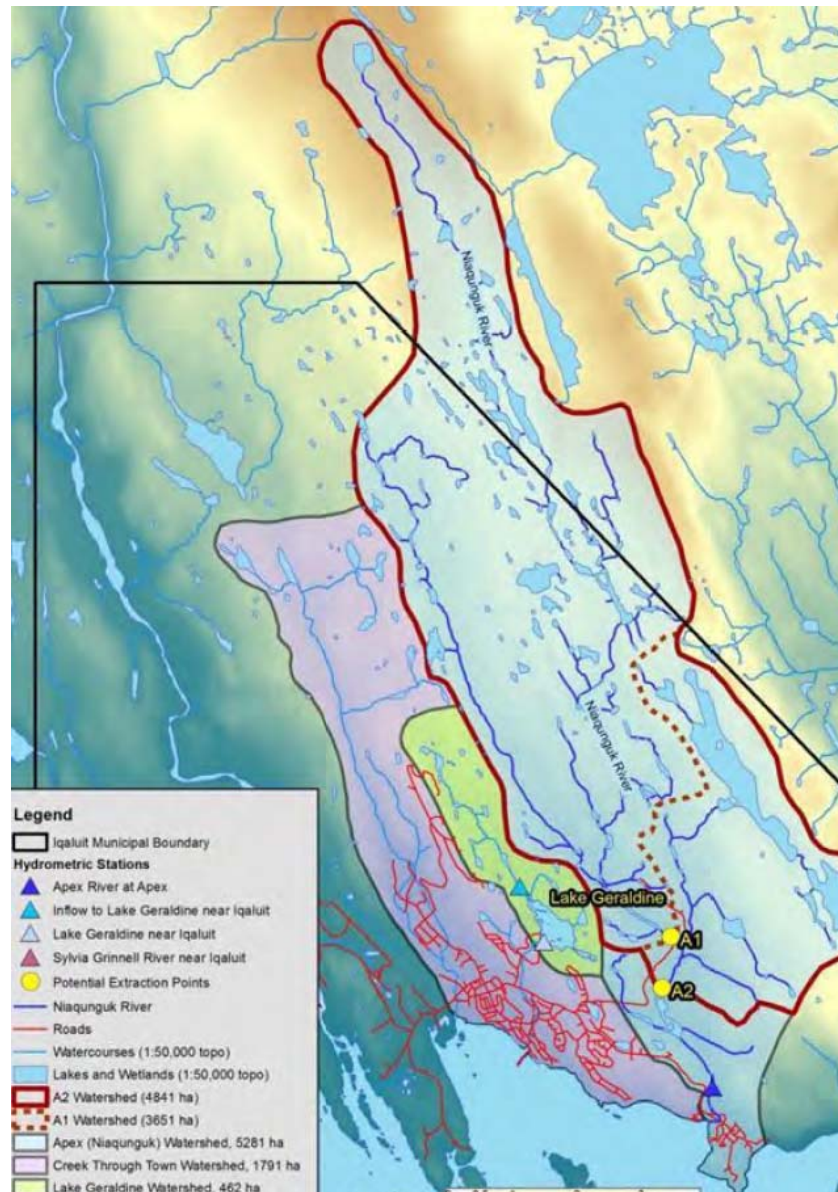 Niaqunguk River
Niaqunguk River
Lake Geraldine
A1
A2
Legend
Iqaluit Municipal Boundary
Hydrometric Stations
Apex River at Apex
Inflow to Lake Geraldine near Iqaluit
Lake Geraldine near Iqaluit
Sylvia Grinnell River near Iqaluit
Potential Extraction Points
Niaqunguk River
Roads
Watercourses (1:50,000 topo)
Lakes and Wetlands (1:50,000 topo)
A2 Watershed (4841 ha)
A1 Watershed (3651 ha)
Apex (Niaqunguk) Watershed, 5281 ha
Creek Through Town Watershed, 1791 ha
Lake Geraldine Watershed, 462 ha